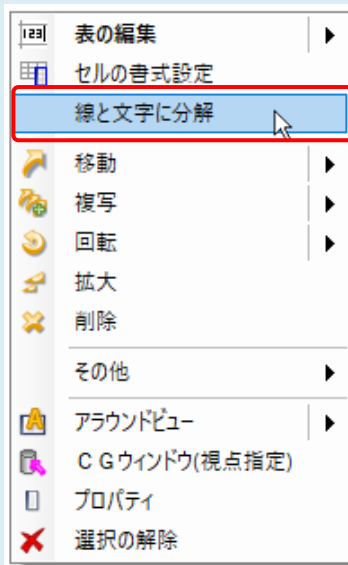 表の編集
セルの書式設定
線と文字に分解
移動
複写
回転
拡大
削除
その他
アラウンドビュー
ＣＧウィンドウ(視点指定)
プロパティ
選択の解除